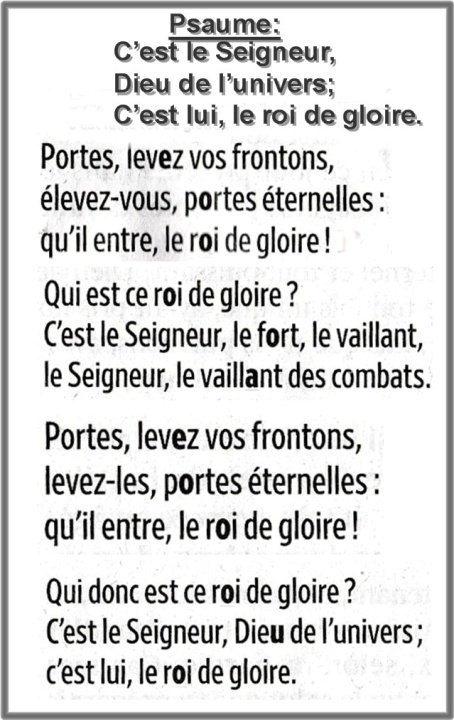 Psaume:
C’est le Seigneur,
Dieu de l’univers;
C’est lui, le roi de gloire.
Portes, levez vos frontons,
élevez-vous, portes éternelles :
qu’il entre, le roi de gloire !
Qui est ce roi de gloire ?
C’est le Seigneur, le fort, le vaillant,
le Seigneur, le vaillant des combats.
Portes, levez vos frontons,
levez-les, portes éternelles :
qu’il entre, le roi de gloire !
Qui donc est ce roi de gloire ?
C’est le Seigneur, Dieu de l’univers ;
c’est lui, le roi de gloire.